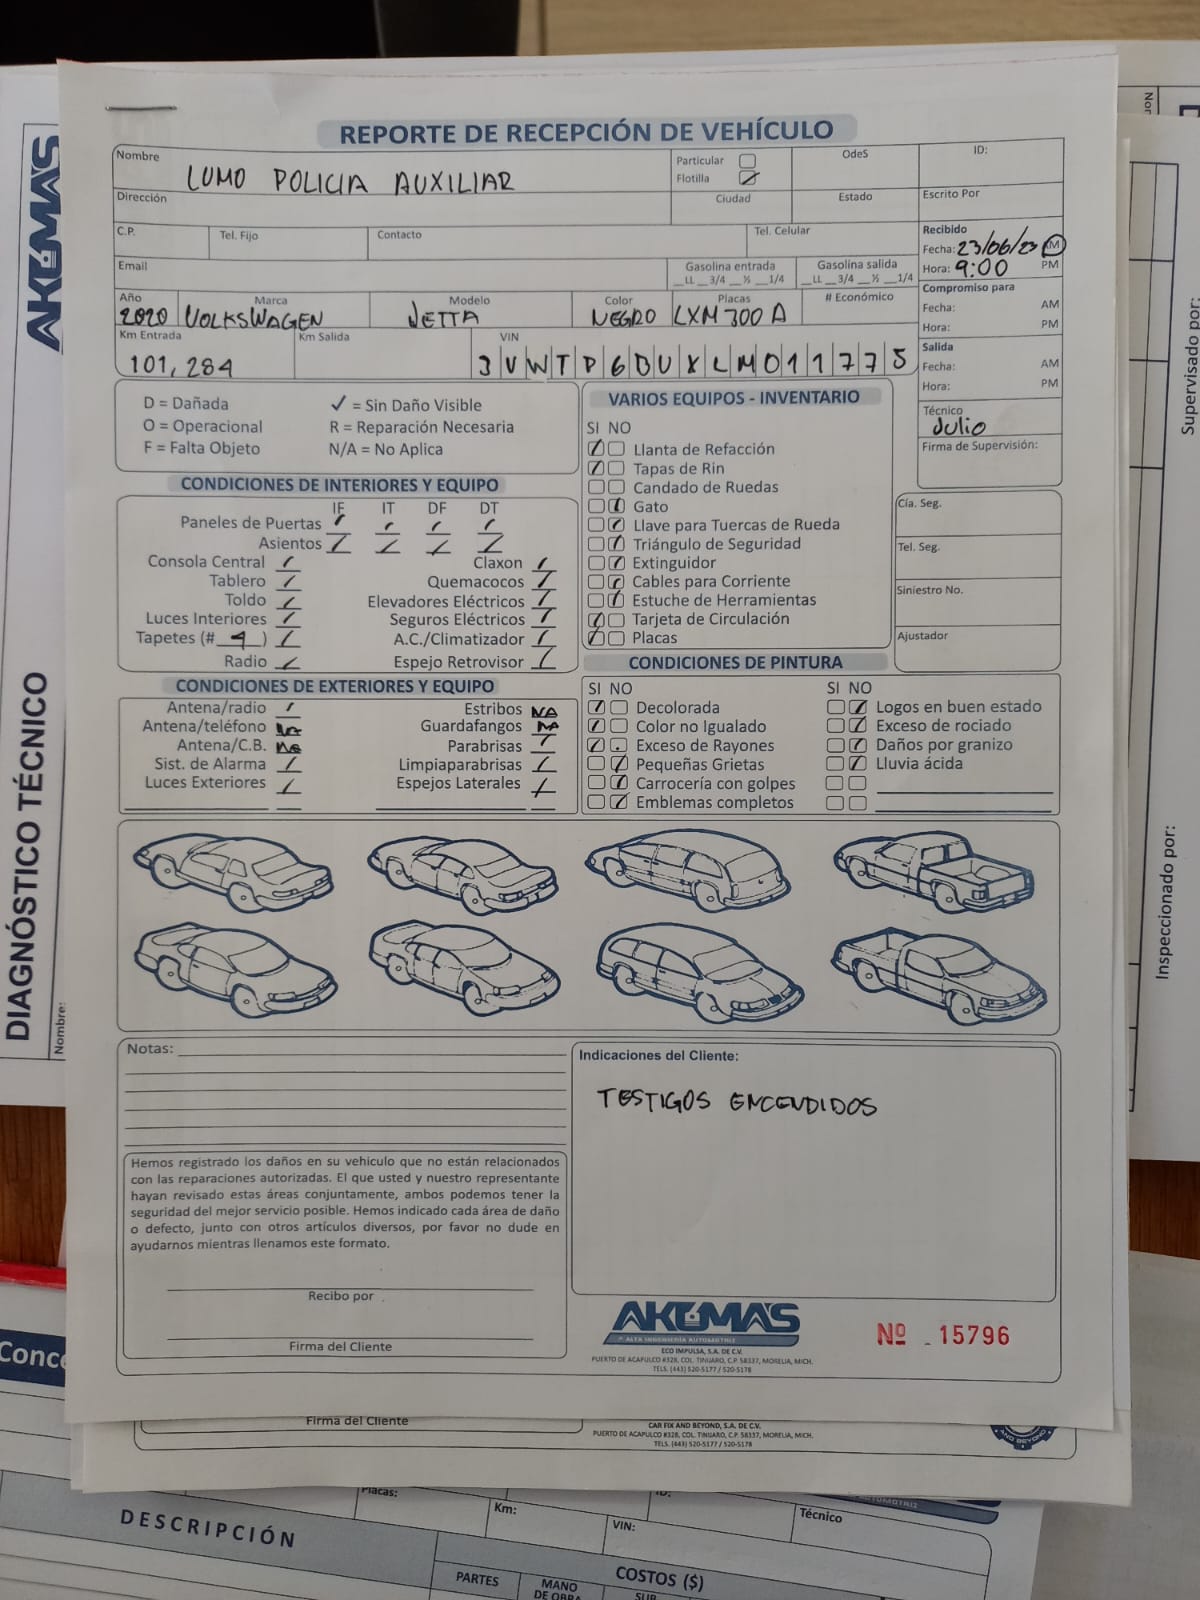 REPORTE DE RECEPCIÓN DE VEHÍCULO
Nombre LUMO POLICIA AUXILIAR
Particular
Flotilla
OdeS
ID:
Dirección
Ciudad
Estado
Escrito Por
C.P.
Tel. Fijo
Contacto
Tel. Celular
Recibido
Fecha: 23/06/23 AM
Hora: 9:00 PM
Email
Gasolina entrada
__LL __3/4 __½ __1/4
Gasolina salida
__LL __3/4 __½ __1/4
Compromiso para
Fecha: AM
Hora: PM
Año Marca Modelo Color Placas # Económico
2020 VOLKSWAGEN JETTA NEGRO LXM 300 A
Km Entrada Km Salida VIN
101,284
Salida
Fecha: AM
Hora: PM
Técnico
Julio
Firma de Supervisión:
D = Dañada
O = Operacional
F = Falta Objeto
✓ = Sin Daño Visible
R = Reparación Necesaria
N/A = No Aplica
CONDICIONES DE INTERIORES Y EQUIPO
IF IT DF DT
Paneles de Puertas
Asientos
Consola Central
Tablero
Toldo
Luces Interiores
Tapetes (# )
Radio
Claxon
Quemacocos
Elevadores Eléctricos
Seguros Eléctricos
A.C./Climatizador
Espejo Retrovisor
VARIOS EQUIPOS - INVENTARIO
SI NO
Llanta de Refacción
Tapas de Rin
Candado de Ruedas
Gato
Llave para Tuercas de Rueda
Triángulo de Seguridad
Extinguidor
Cables para Corriente
Estuche de Herramientas
Tarjeta de Circulación
Placas
Cía. Seg.
Tel. Seg.
Siniestro No.
Ajustador
CONDICIONES DE EXTERIORES Y EQUIPO
Antena/radio
Antena/teléfono NA
Antena/C.B. NA
Sist. de Alarma
Luces Exteriores
Estribos NA
Guardafangos NA
Parabrisas
Limpiaparabrisas
Espejos Laterales
CONDICIONES DE PINTURA
SI NO
Decolorada
Color no Igualado
Exceso de Rayones
Pequeñas Grietas
Carrocería con golpes
Emblemas completos
SI NO
Logos en buen estado
Exceso de rociado
Daños por granizo
Lluvia ácida
Notas:
Hemos registrado los daños en su vehiculo que no están relacionados
con las reparaciones autorizadas. El que usted y nuestro representante
hayan revisado estas áreas conjuntamente, ambos podemos tener la
seguridad del mejor servicio posible. Hemos indicado cada área de daño
o defecto, junto con otros artículos diversos, por favor no dude en
ayudarnos mientras llenamos este formato.
Recibo por
Firma del Cliente
Indicaciones del Cliente:
TESTIGOS ENCENDIDOS
AKUMAS
ALTA INGENIERÍA AUTOMOTRIZ
ECO IMPULSA, S.A. DE C.V.
PUERTO DE ACAPULCO #328, COL. TINIJARO, C.P. 58337, MORELIA, MICH.
TELS. (443) 520-5177 / 520-5178
Nº 15796
Firma del Cliente
CAR FIX AND BEYOND, S.A. DE C.V.
PUERTO DE ACAPULCO #328, COL. TINIJARO, C.P. 58337, MORELIA, MICH.
TELS. (443) 520-5177 / 520-5178
AND BEYOND
Placas:
Km:
VIN:
Técnico
DESCRIPCIÓN
COSTOS ($)
PARTES
MANO
AKUMAS
DIAGNÓSTICO TÉCNICO
Nombre:
Supervisado por:
Inspeccionado por: